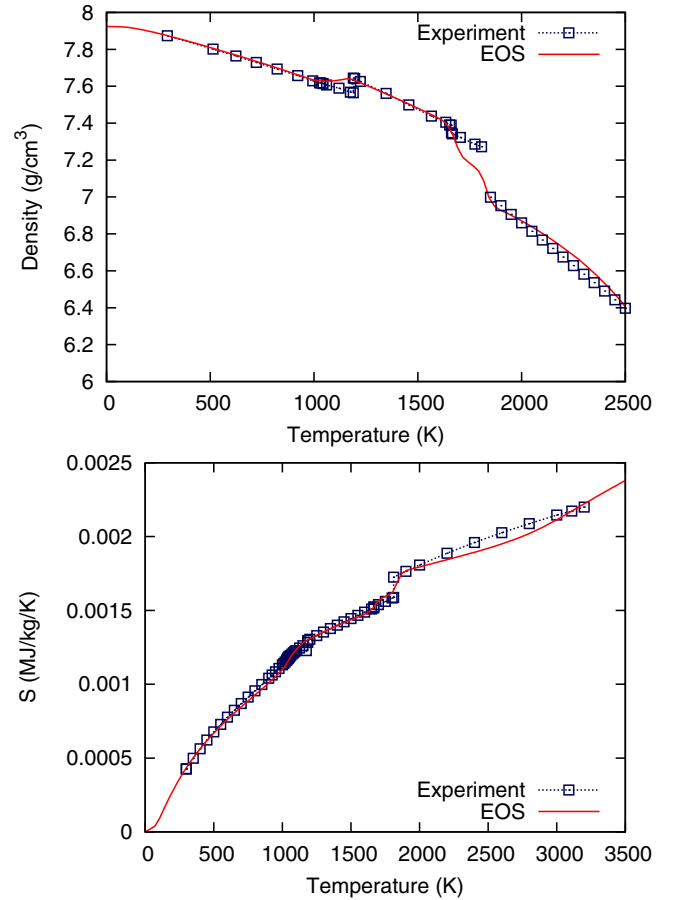 8
7.8
7.6
7.4
7.2
7
6.8
6.6
6.4
6.2
6
Density (g/cm3)
Experiment
EOS
0 500 1000 1500 2000 2500
Temperature (K)
0.0025
0.002
0.0015
0.001
0.0005
0
S (MJ/kg/K)
Experiment
EOS
0 500 1000 1500 2000 2500 3000 3500
Temperature (K)